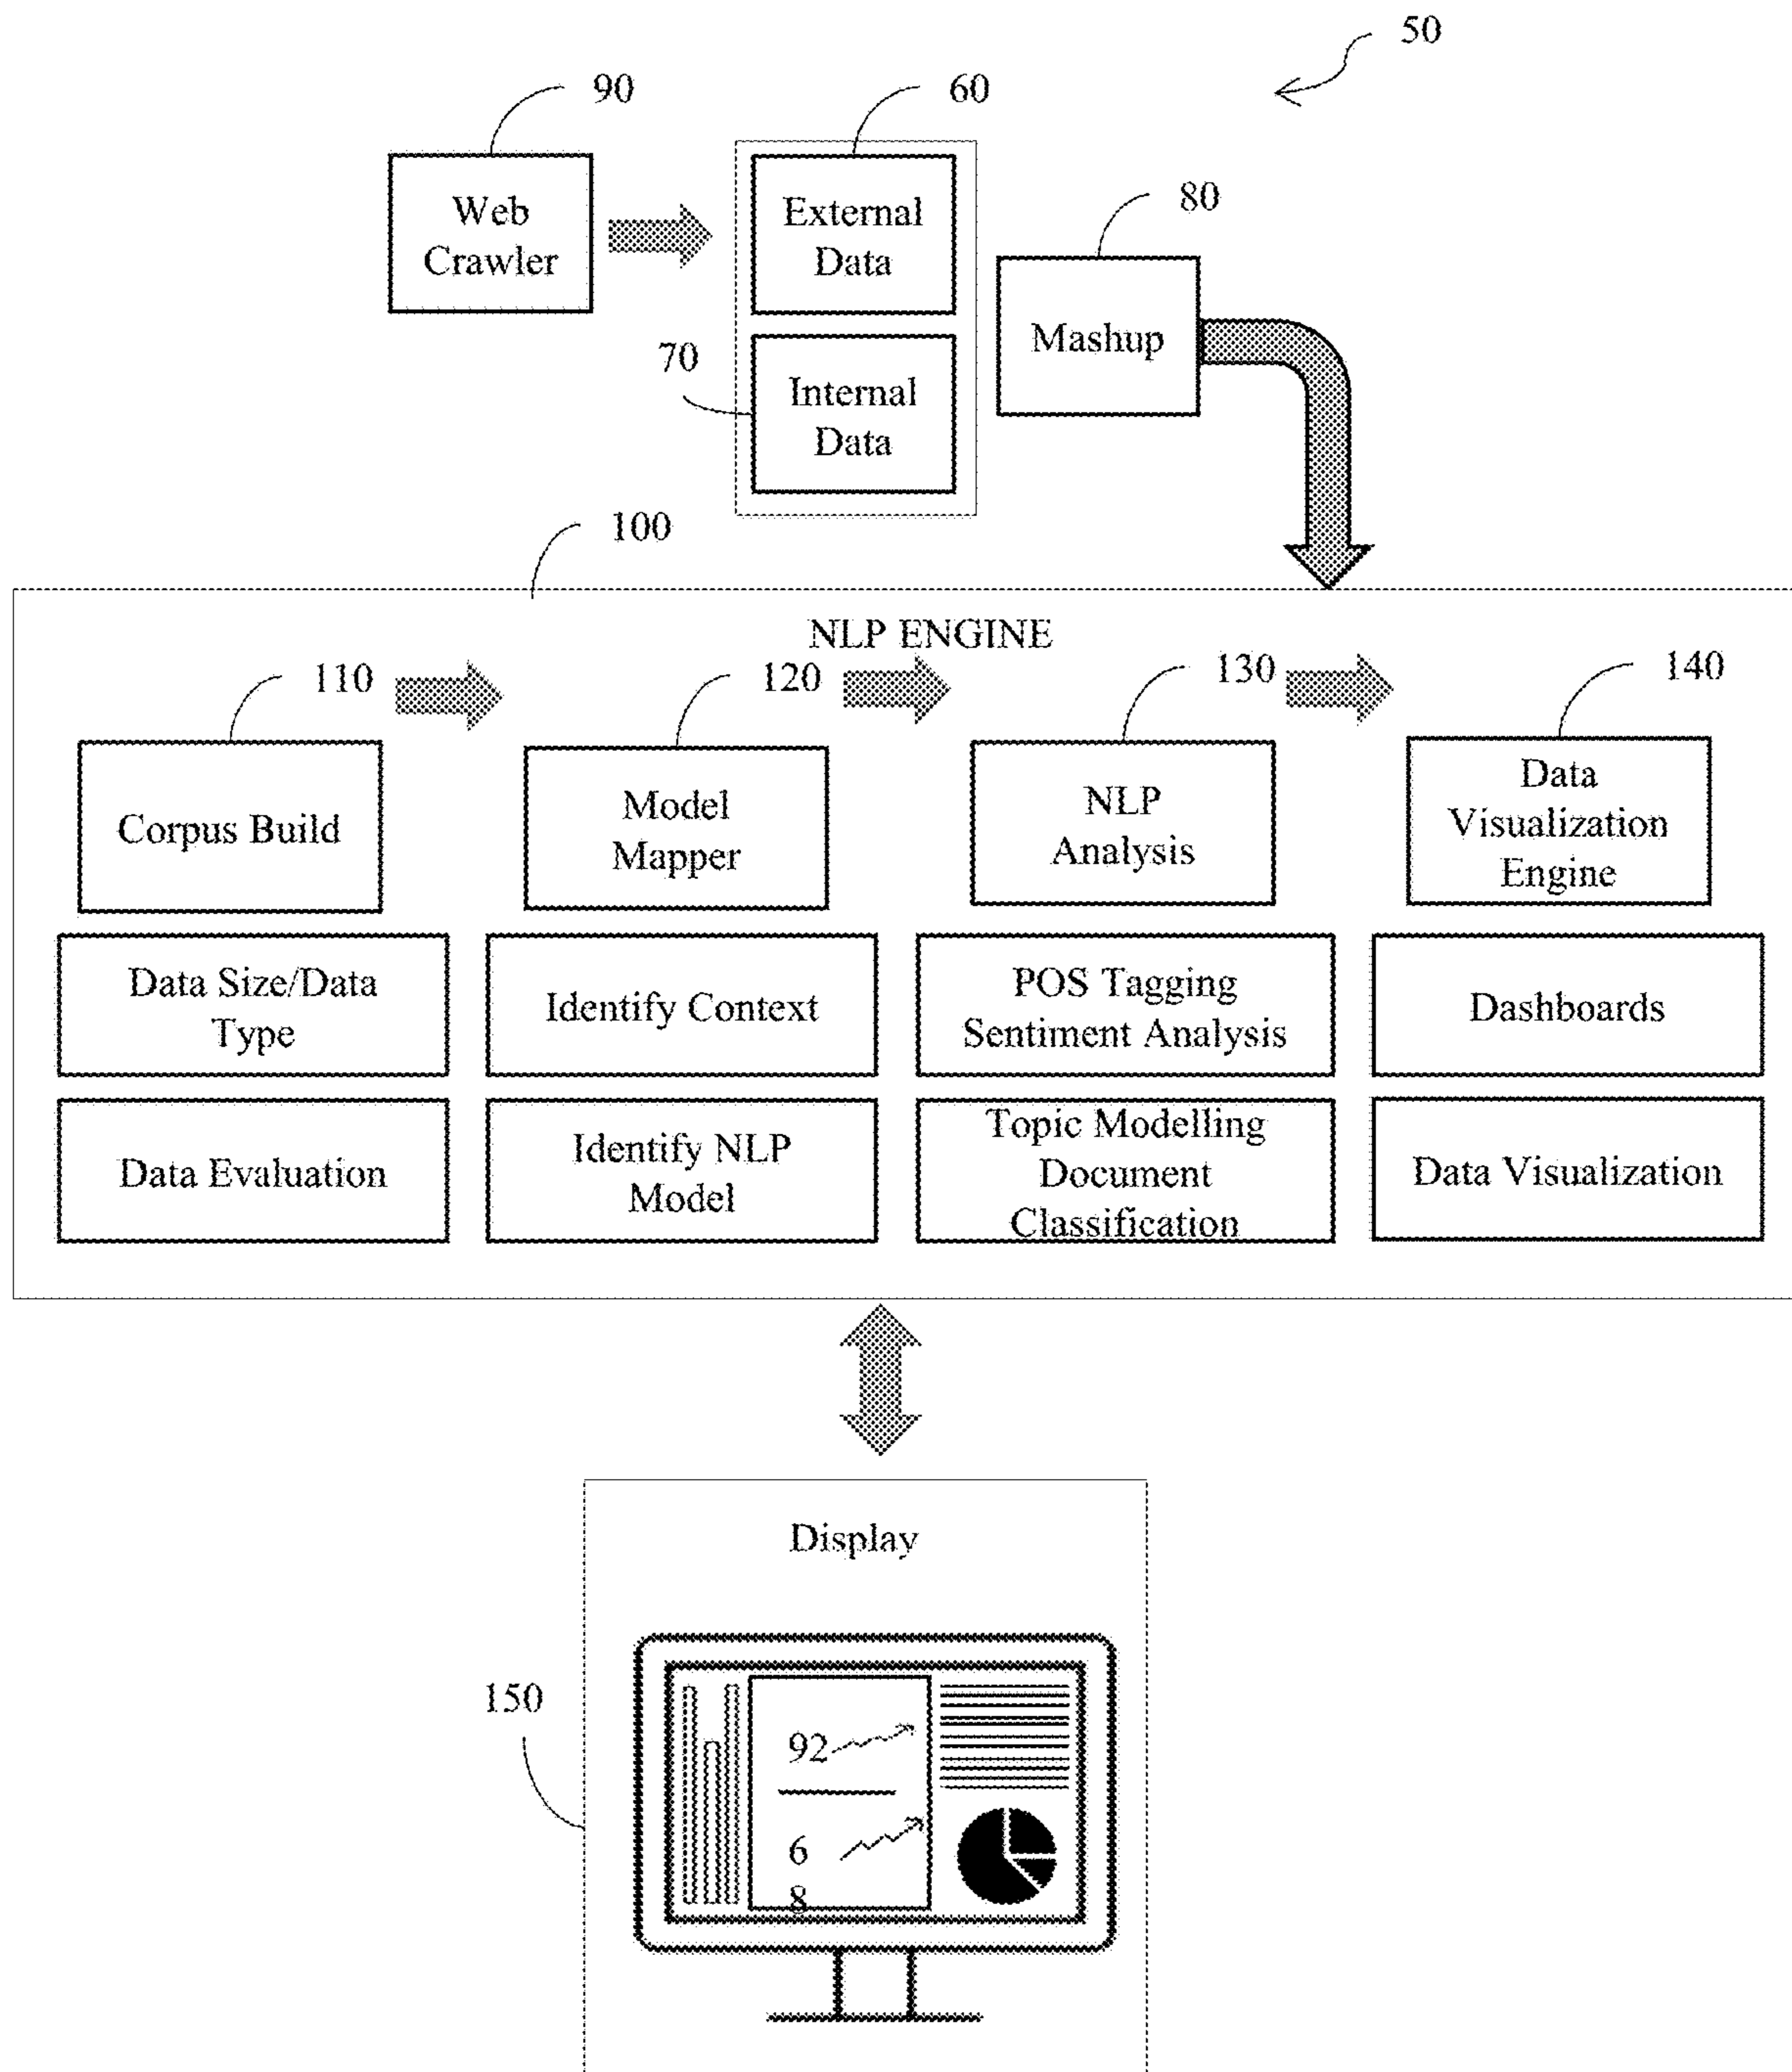 50
90
60
Web
Crawler
External
Data
80
Mashup
70
Internal
Data
100
NLP ENGINE
110
120
130
140
Corpus Build
Model
Mapper
NLP
Analysis
Data
Visualization
Engine
Data Size/Data
Type
Identify Context
POS Tagging
Sentiment Analysis
Dashboards
Data Evaluation
Identify NLP
Model
Topic Modelling
Document
Classification
Data Visualization
Display
150
92
6
8